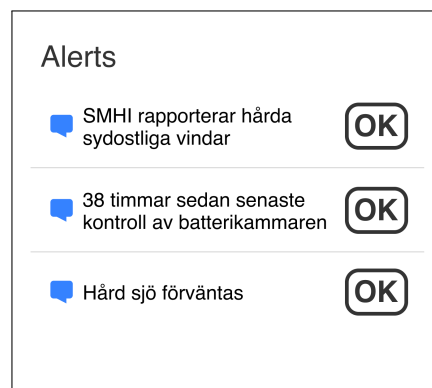 Alerts
SMHI rapporterar hårda
sydostliga vindar
OK
38 timmar sedan senaste
kontroll av batterikammaren
OK
Hård sjö förväntas
OK